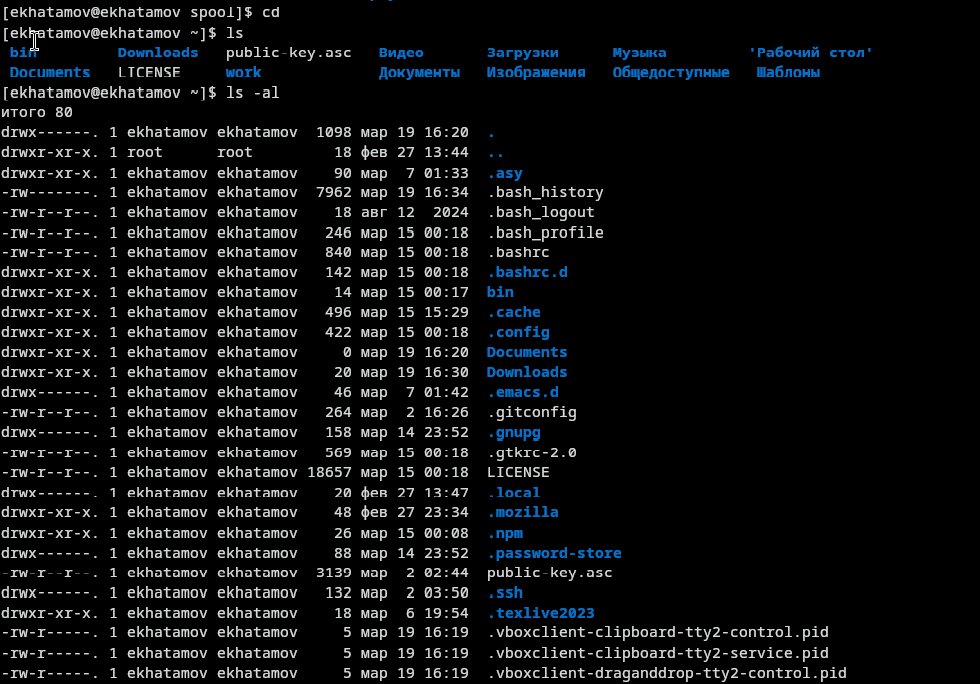 [ekhatamov@ekhatamov spool]$ cd
[ekhatamov@ekhatamov ~]$ ls
bin Downloads public-key.asc Видео Загрузки Музыка 'Рабочий стол'
Documents LICENSE work Документы Изображения Общедоступные Шаблоны
[ekhatamov@ekhatamov ~]$ ls -al
итого 80
drwx------. 1 ekhatamov ekhatamov 1098 мар 19 16:20 .
drwxr-xr-x. 1 root root 18 фев 27 13:44 ..
drwxr-xr-x. 1 ekhatamov ekhatamov 90 мар 7 01:33 .asy
-rw-------. 1 ekhatamov ekhatamov 7962 мар 19 16:34 .bash_history
-rw-r--r--. 1 ekhatamov ekhatamov 18 авг 12 2024 .bash_logout
-rw-r--r--. 1 ekhatamov ekhatamov 246 мар 15 00:18 .bash_profile
-rw-r--r--. 1 ekhatamov ekhatamov 840 мар 15 00:18 .bashrc
drwxr-xr-x. 1 ekhatamov ekhatamov 142 мар 15 00:18 .bashrc.d
drwxr-xr-x. 1 ekhatamov ekhatamov 14 мар 15 00:17 bin
drwxr-xr-x. 1 ekhatamov ekhatamov 496 мар 15 15:29 .cache
drwxr-xr-x. 1 ekhatamov ekhatamov 422 мар 15 00:18 .config
drwxr-xr-x. 1 ekhatamov ekhatamov 0 мар 19 16:20 Documents
drwxr-xr-x. 1 ekhatamov ekhatamov 20 мар 19 16:30 Downloads
drwx------. 1 ekhatamov ekhatamov 46 мар 7 01:42 .emacs.d
-rw-r--r--. 1 ekhatamov ekhatamov 264 мар 2 16:26 .gitconfig
drwx------. 1 ekhatamov ekhatamov 158 мар 14 23:52 .gnupg
-rw-r--r--. 1 ekhatamov ekhatamov 569 мар 15 00:18 .gtkrc-2.0
-rw-r--r--. 1 ekhatamov ekhatamov 18657 мар 15 00:18 LICENSE
drwx------. 1 ekhatamov ekhatamov 20 фев 27 13:47 .local
drwxr-xr-x. 1 ekhatamov ekhatamov 48 фев 27 23:34 .mozilla
drwxr-xr-x. 1 ekhatamov ekhatamov 26 мар 15 00:08 .npm
drwx------. 1 ekhatamov ekhatamov 88 мар 14 23:52 .password-store
-rw-r--r--. 1 ekhatamov ekhatamov 3139 мар 2 02:44 public-key.asc
drwx------. 1 ekhatamov ekhatamov 132 мар 2 03:50 .ssh
drwxr-xr-x. 1 ekhatamov ekhatamov 18 мар 6 19:54 .texlive2023
-rw-r-----. 1 ekhatamov ekhatamov 5 мар 19 16:19 .vboxclient-clipboard-tty2-control.pid
-rw-r-----. 1 ekhatamov ekhatamov 5 мар 19 16:19 .vboxclient-clipboard-tty2-service.pid
-rw-r-----. 1 ekhatamov ekhatamov 5 мар 19 16:19 .vboxclient-draganddrop-tty2-control.pid